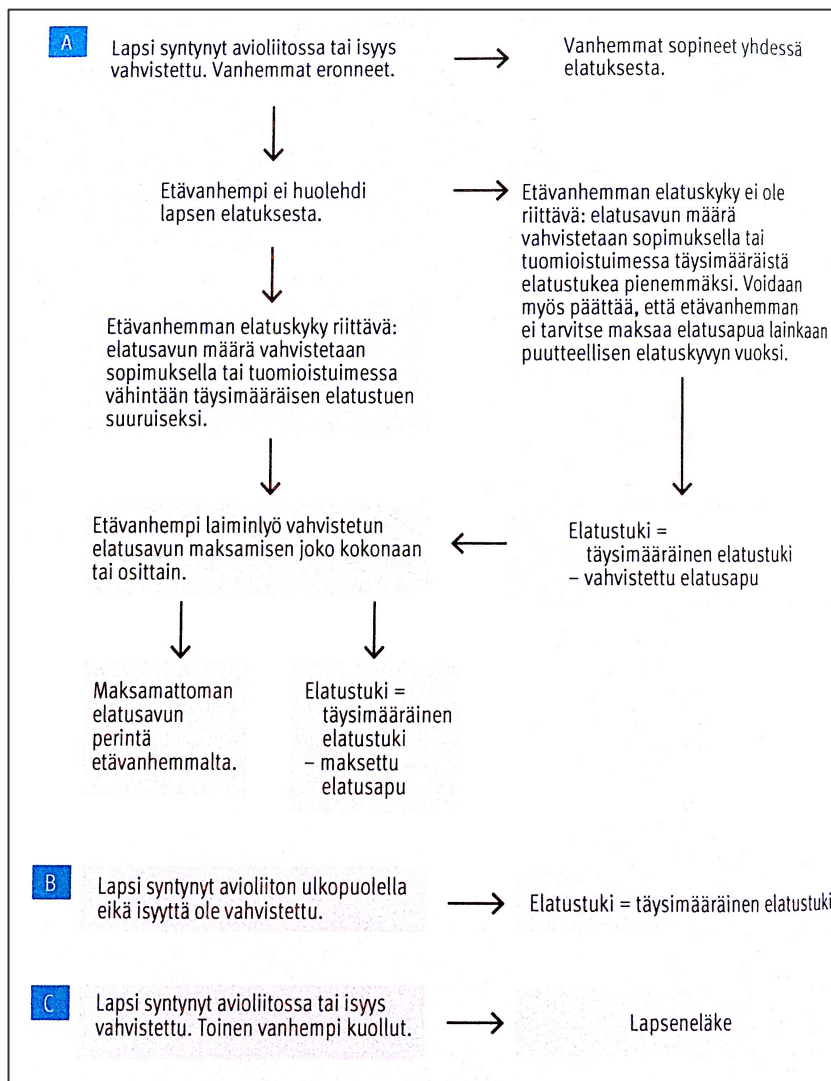 A
Lapsi syntynyt avioliitossa tai isyys
vahvistettu. Vanhemmat eronneet.
Vanhemmat sopineet yhdessä
elatuksesta.
Etävanhempi ei huolehdi
lapsen elatuksesta.
Etävanhemman elatuskyky ei ole
riittävä: elatusavun määrä
vahvistetaan sopimuksella tai
tuomioistuimessa täysimääräistä
elatustukea pienemmäksi. Voidaan
myös päättää, että etävanhemman
ei tarvitse maksaa elatusapua lainkaan
puutteellisen elatuskyvyn vuoksi.
Etävanhemman elatuskyky riittävä:
elatusavun määrä vahvistetaan
sopimuksella tai tuomioistuimessa
vähintään täysimääräisen elatustuen
suuruiseksi.
Etävanhempi laiminlyö vahvistetun
elatusavun maksamisen joko kokonaan
tai osittain.
Elatustuki =
täysimääräinen elatustuki
– vahvistettu elatusapu
Maksamattoman
elatusavun
perintä
etävanhemmalta.
Elatustuki =
täysimääräinen
elatustuki
– maksettu
elatusapu
B
Lapsi syntynyt avioliiton ulkopuolella
eikä isyyttä ole vahvistettu.
Elatustuki = täysimääräinen elatustuki
C
Lapsi syntynyt avioliitossa tai isyys
vahvistettu. Toinen vanhempi kuollut.
Lapseneläke